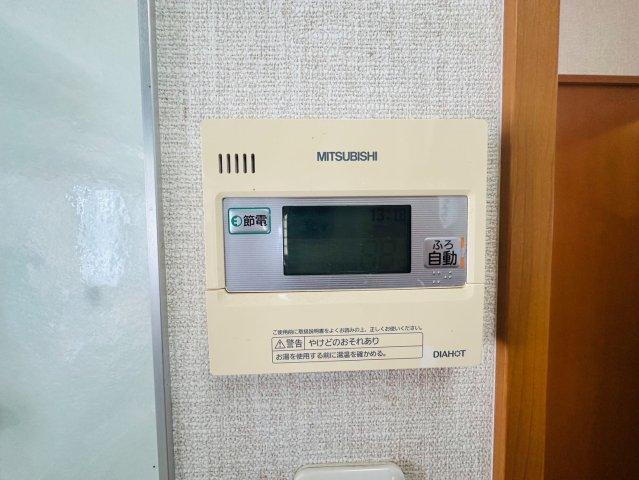 MITSUBISHI
節電
13:18
ふろ
自動
ご使用前に取扱説明書をよくお読みの上、正しくお使いください。
⚠警告 やけどのおそれあり
お湯を使用する前に湯温を確かめる。
DIAHOT